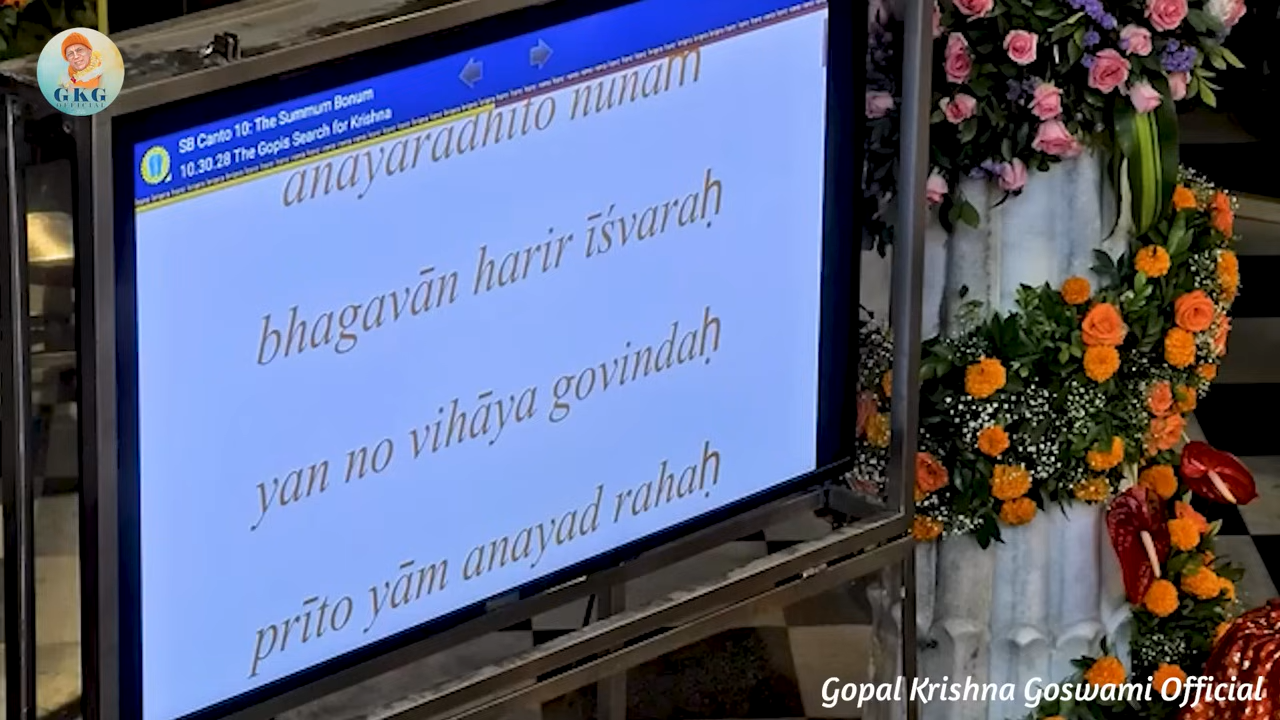 GKG
OFFICIAL
SB Canto 10: The Summum Bonum
10.30.28 The Gopis Search for Krishna
anayārādhito nūnaṁ
bhagavān harir īśvaraḥ
yan no vihāya govindaḥ
prīto yām anayad rahaḥ
Gopal Krishna Goswami Official